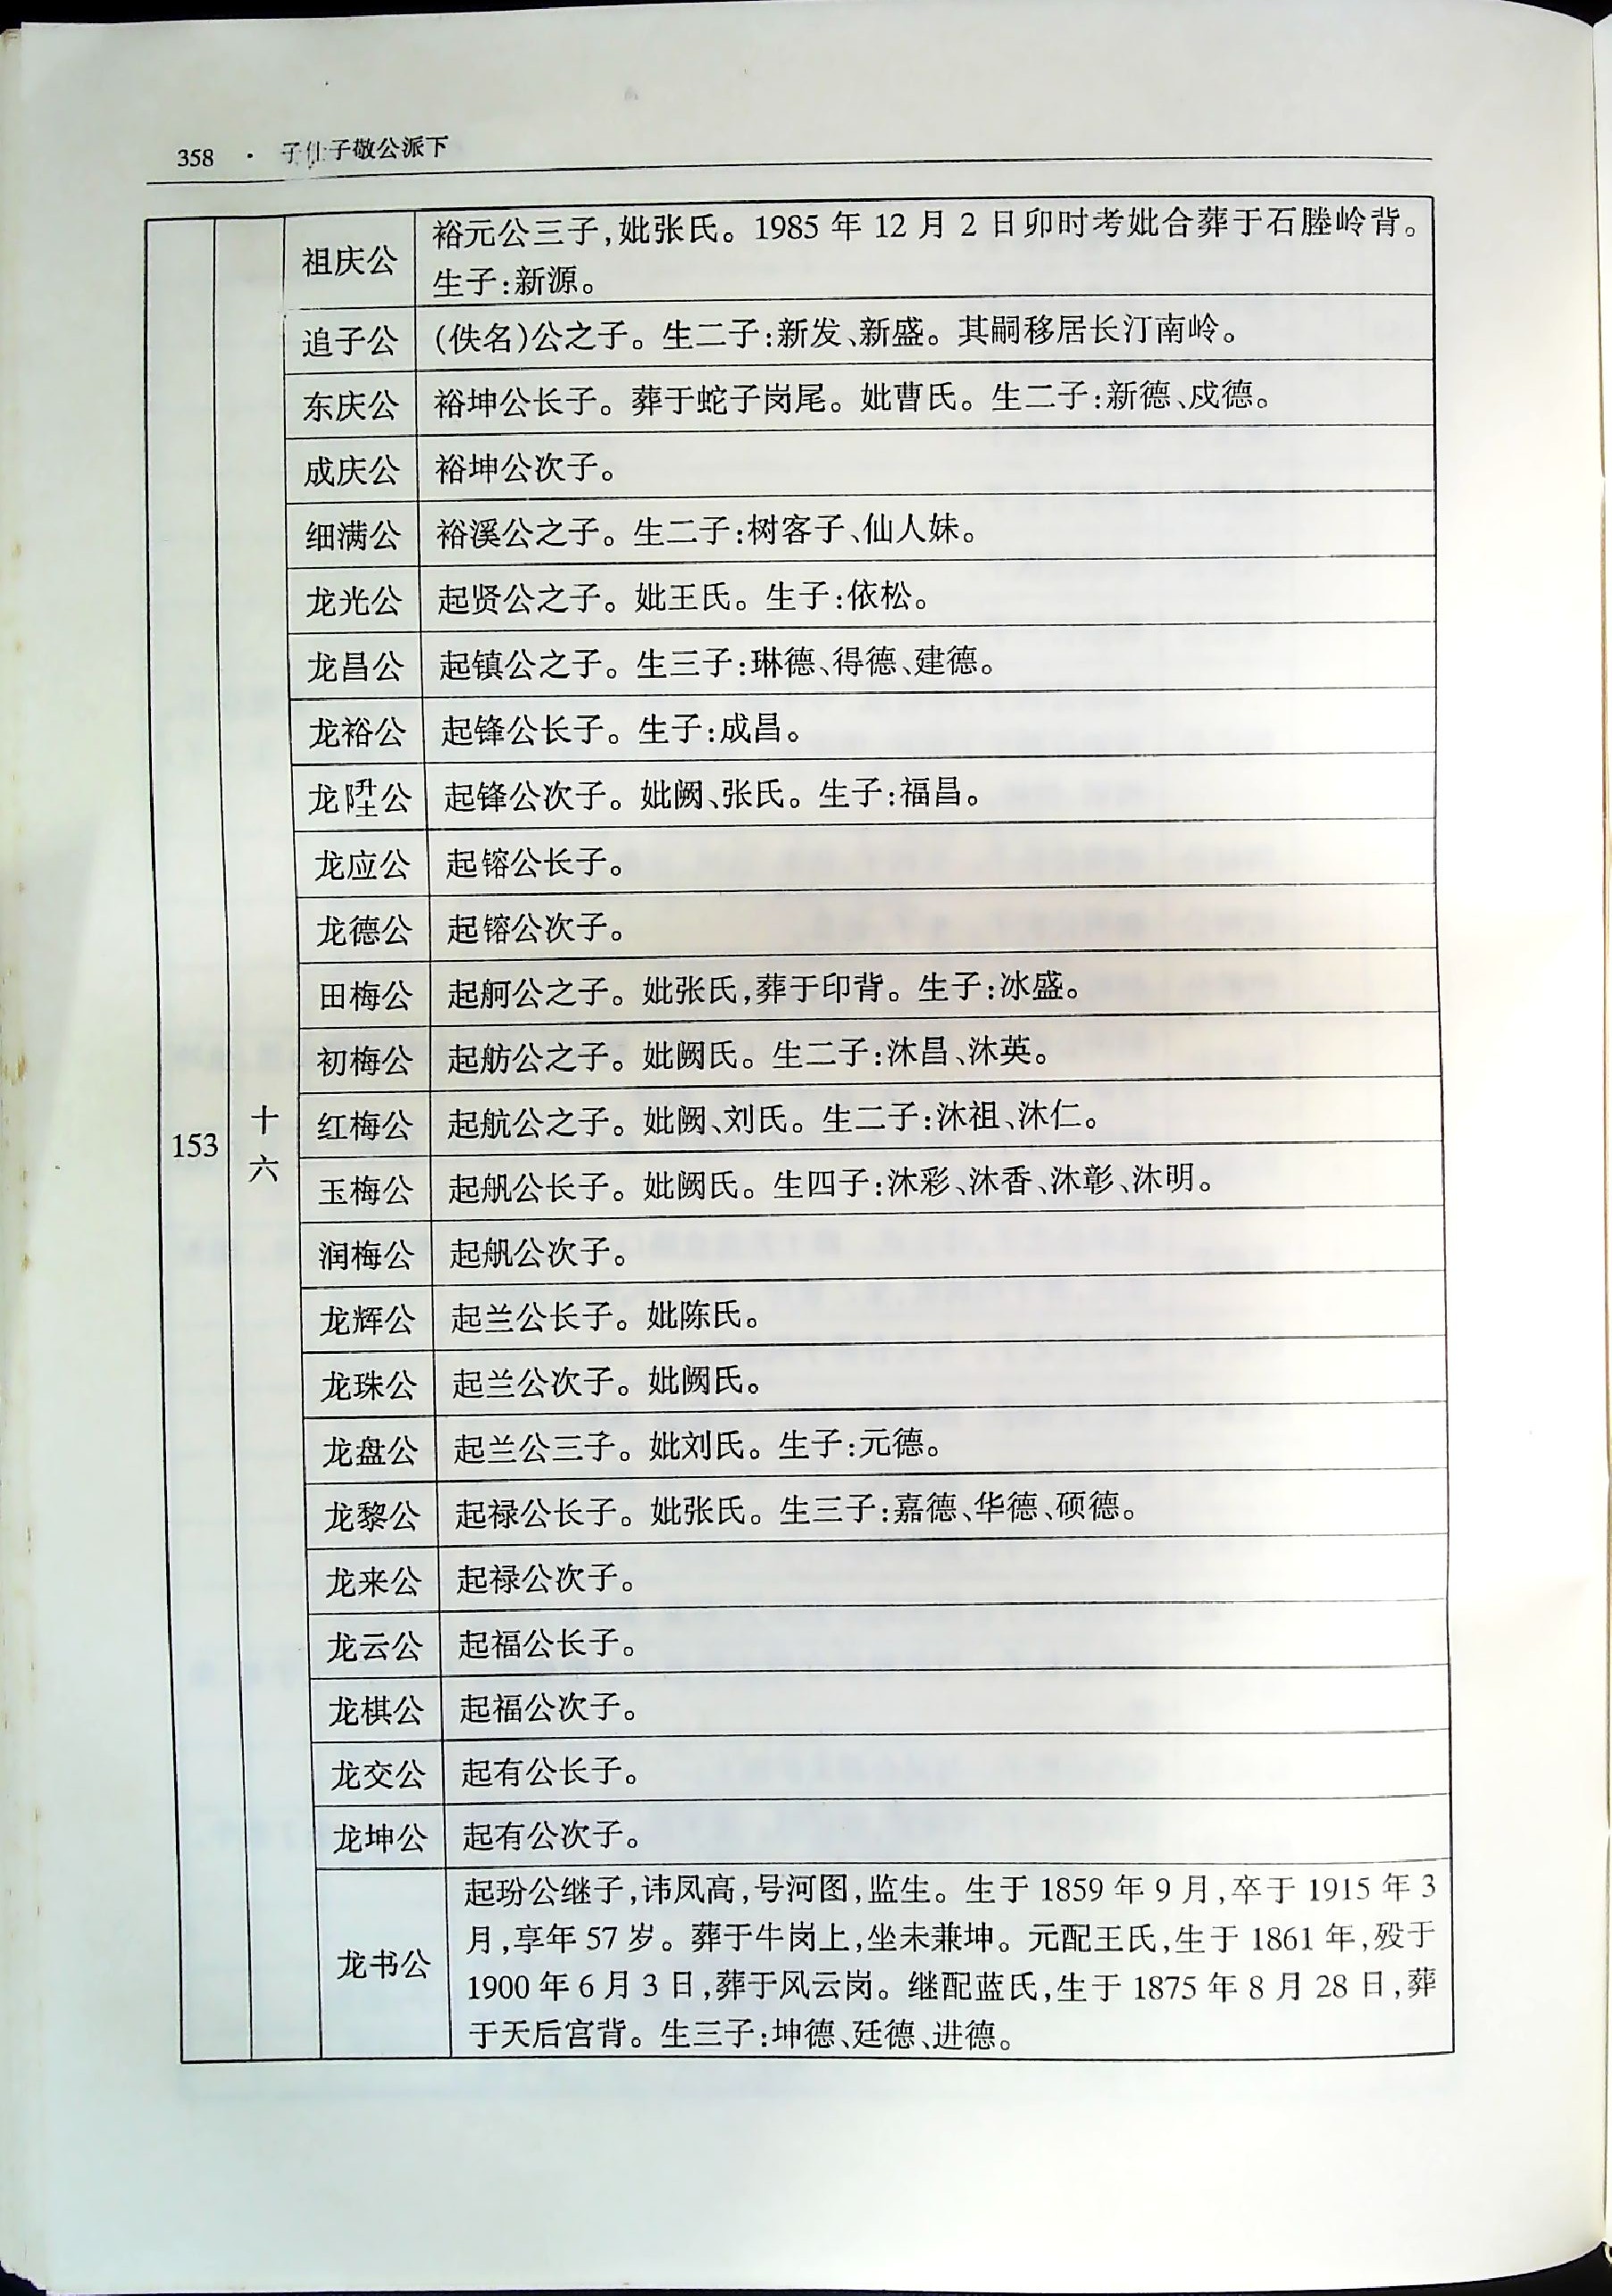 358 · 子仕子敬公派下
153
十六
祖庆公 裕元公三子,妣张氏。1985 年 12 月 2 日卯时考妣合葬于石塍岭背。
生子:新源。
追子公 (佚名)公之子。生二子:新发、新盛。其嗣移居长汀南岭。
东庆公 裕坤公长子。葬于蛇子岗尾。妣曹氏。生二子:新德、成德。
成庆公 裕坤公次子。
细满公 裕溪公之子。生二子:树客子、仙人妹。
龙光公 起贤公之子。妣王氏。生子:依松。
龙昌公 起镇公之子。生三子:琳德、得德、建德。
龙裕公 起锋公长子。生子:成昌。
龙陞公 起锋公次子。妣阙、张氏。生子:福昌。
龙应公 起镕公长子。
龙德公 起镕公次子。
田梅公 起舸公之子。妣张氏,葬于印背。生子:冰盛。
初梅公 起舫公之子。妣阙氏。生二子:沐昌、沐英。
红梅公 起航公之子。妣阙、刘氏。生二子:沐祖、沐仁。
玉梅公 起帆公长子。妣阙氏。生四子:沐彩、沐香、沐彰、沐明。
润梅公 起帆公次子。
龙辉公 起兰公长子。妣陈氏。
龙珠公 起兰公次子。妣阙氏。
龙盘公 起兰公三子。妣刘氏。生子:元德。
龙黎公 起禄公长子。妣张氏。生三子:嘉德、华德、硕德。
龙来公 起禄公次子。
龙云公 起福公长子。
龙棋公 起福公次子。
龙交公 起有公长子。
龙坤公 起有公次子。
龙书公 起玢公继子,讳凤高,号河图,监生。生于 1859 年 9 月,卒于 1915 年 3
月,享年 57 岁。葬于牛岗上,坐未兼坤。元配王氏,生于 1861 年,殁于
1900 年 6 月 3 日,葬于风云岗。继配蓝氏,生于 1875 年 8 月 28 日,葬
于天后宫背。生三子:坤德、廷德、进德。